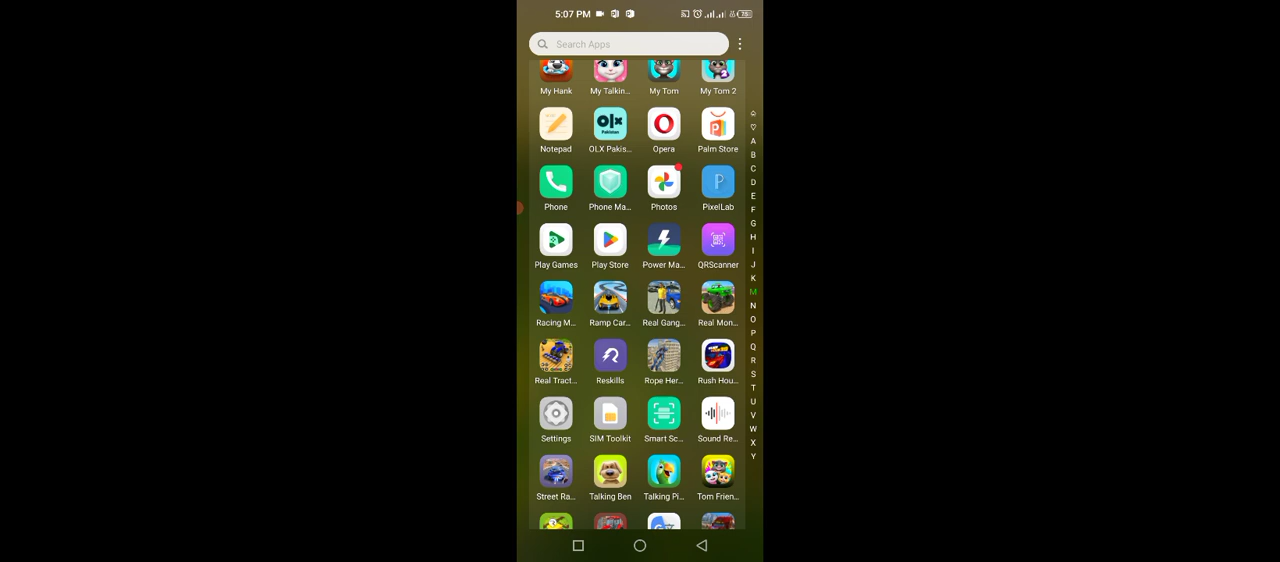 5:07 PM 75
Search Apps
My Hank My Talkin... My Tom My Tom 2
Notepad OLX Pakis... Opera Palm Store
Phone Phone Ma... Photos PixelLab
Play Games Play Store Power Ma... QRScanner
Racing M... Ramp Car... Real Gang... Real Mon...
Real Tract... Reskills Rope Her... Rush Hou...
Settings SIM Toolkit Smart Sc... Sound Re...
Street Ra... Talking Ben Talking Pi... Tom Frien...
A
B
C
D
E
F
G
H
I
J
K
M
N
O
P
Q
R
S
T
U
V
W
X
Y